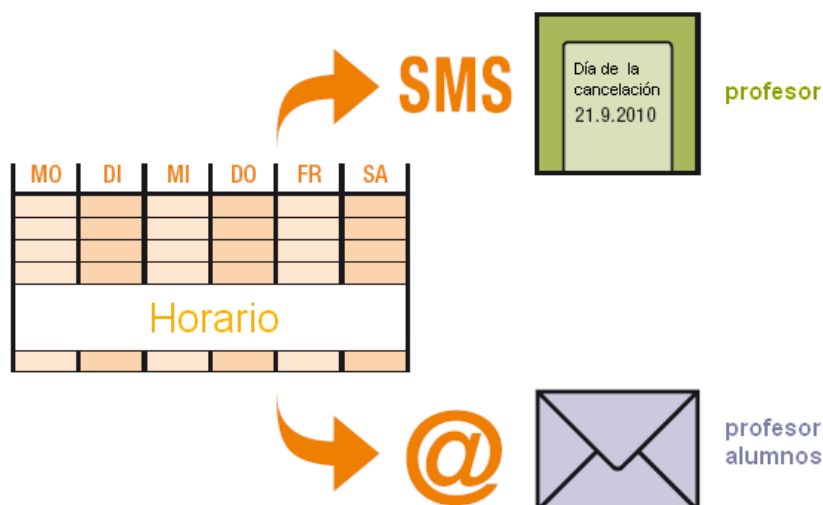 SMS
Día de la
cancelación
21.9.2010
profesor
MO DI MI DO FR SA
Horario
@
profesor
alumnos